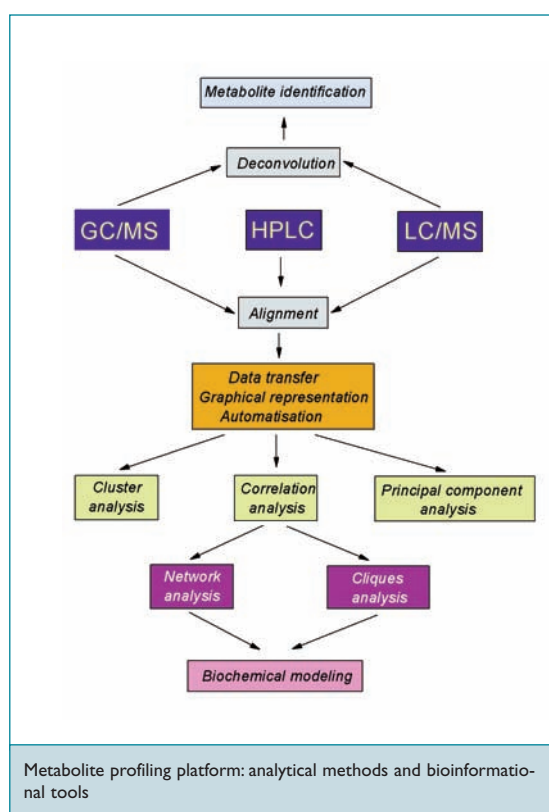 Metabolite identification
Deconvolution
GC/MS
HPLC
LC/MS
Alignment
Data transfer
Graphical representation
Automatisation
Cluster
analysis
Correlation
analysis
Principal component
analysis
Network
analysis
Cliques
analysis
Biochemical modeling
Metabolite profiling platform: analytical methods and bioinformatio-
nal tools